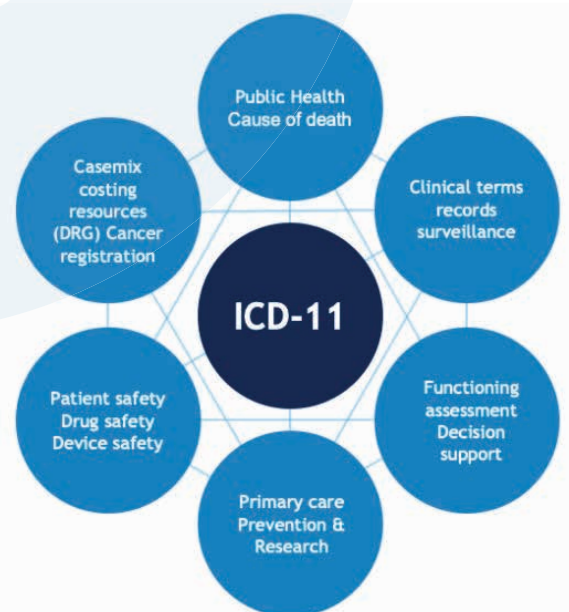 Public Health
Cause of death
Casemix
costing
resources
(DRG) Cancer
registration
Clinical terms
records
surveillance
ICD-11
Patient safety
Drug safety
Device safety
Functioning
assessment
Decision
support
Primary care
Prevention &
Research